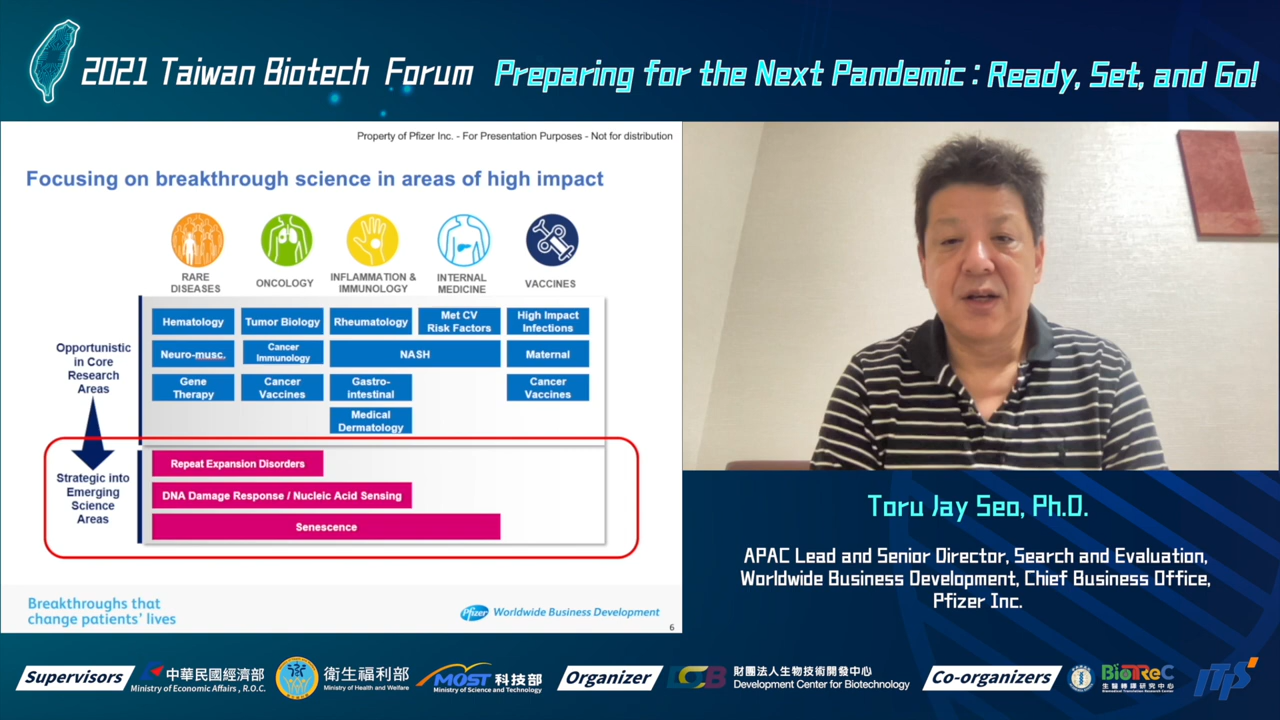 2021 Taiwan Biotech Forum
Preparing for the Next Pandemic : Ready, Set, and Go!
Property of Pfizer Inc. - For Presentation Purposes - Not for distribution
Focusing on breakthrough science in areas of high impact
RARE
DISEASES
ONCOLOGY
INFLAMMATION &
IMMUNOLOGY
INTERNAL
MEDICINE
VACCINES
Opportunistic
in Core
Research
Areas
Hematology
Tumor Biology
Rheumatology
Met CV
Risk Factors
High Impact
Infections
Neuro-musc.
Cancer
Immunology
NASH
Maternal
Gene
Therapy
Cancer
Vaccines
Gastro-
intestinal
Cancer
Vaccines
Medical
Dermatology
Strategic into
Emerging
Science
Areas
Repeat Expansion Disorders
DNA Damage Response / Nucleic Acid Sensing
Senescence
Breakthroughs that
change patients' lives
Pfizer
Worldwide Business Development
6
Toru Jay Seo, Ph.D.
APAC Lead and Senior Director, Search and Evaluation,
Worldwide Business Development, Chief Business Office,
Pfizer Inc.
Supervisors
中華民國經濟部
Ministry of Economic Affairs , R.O.C.
衛生福利部
Ministry of Health and Welfare
MOST 科技部
Ministry of Science and Technology
Organizer
DCB
財團法人生物技術開發中心
Development Center for Biotechnology
Co-organizers
BioTReC
生醫轉譯研究中心
Biomedical Translation Research Center
ITIS